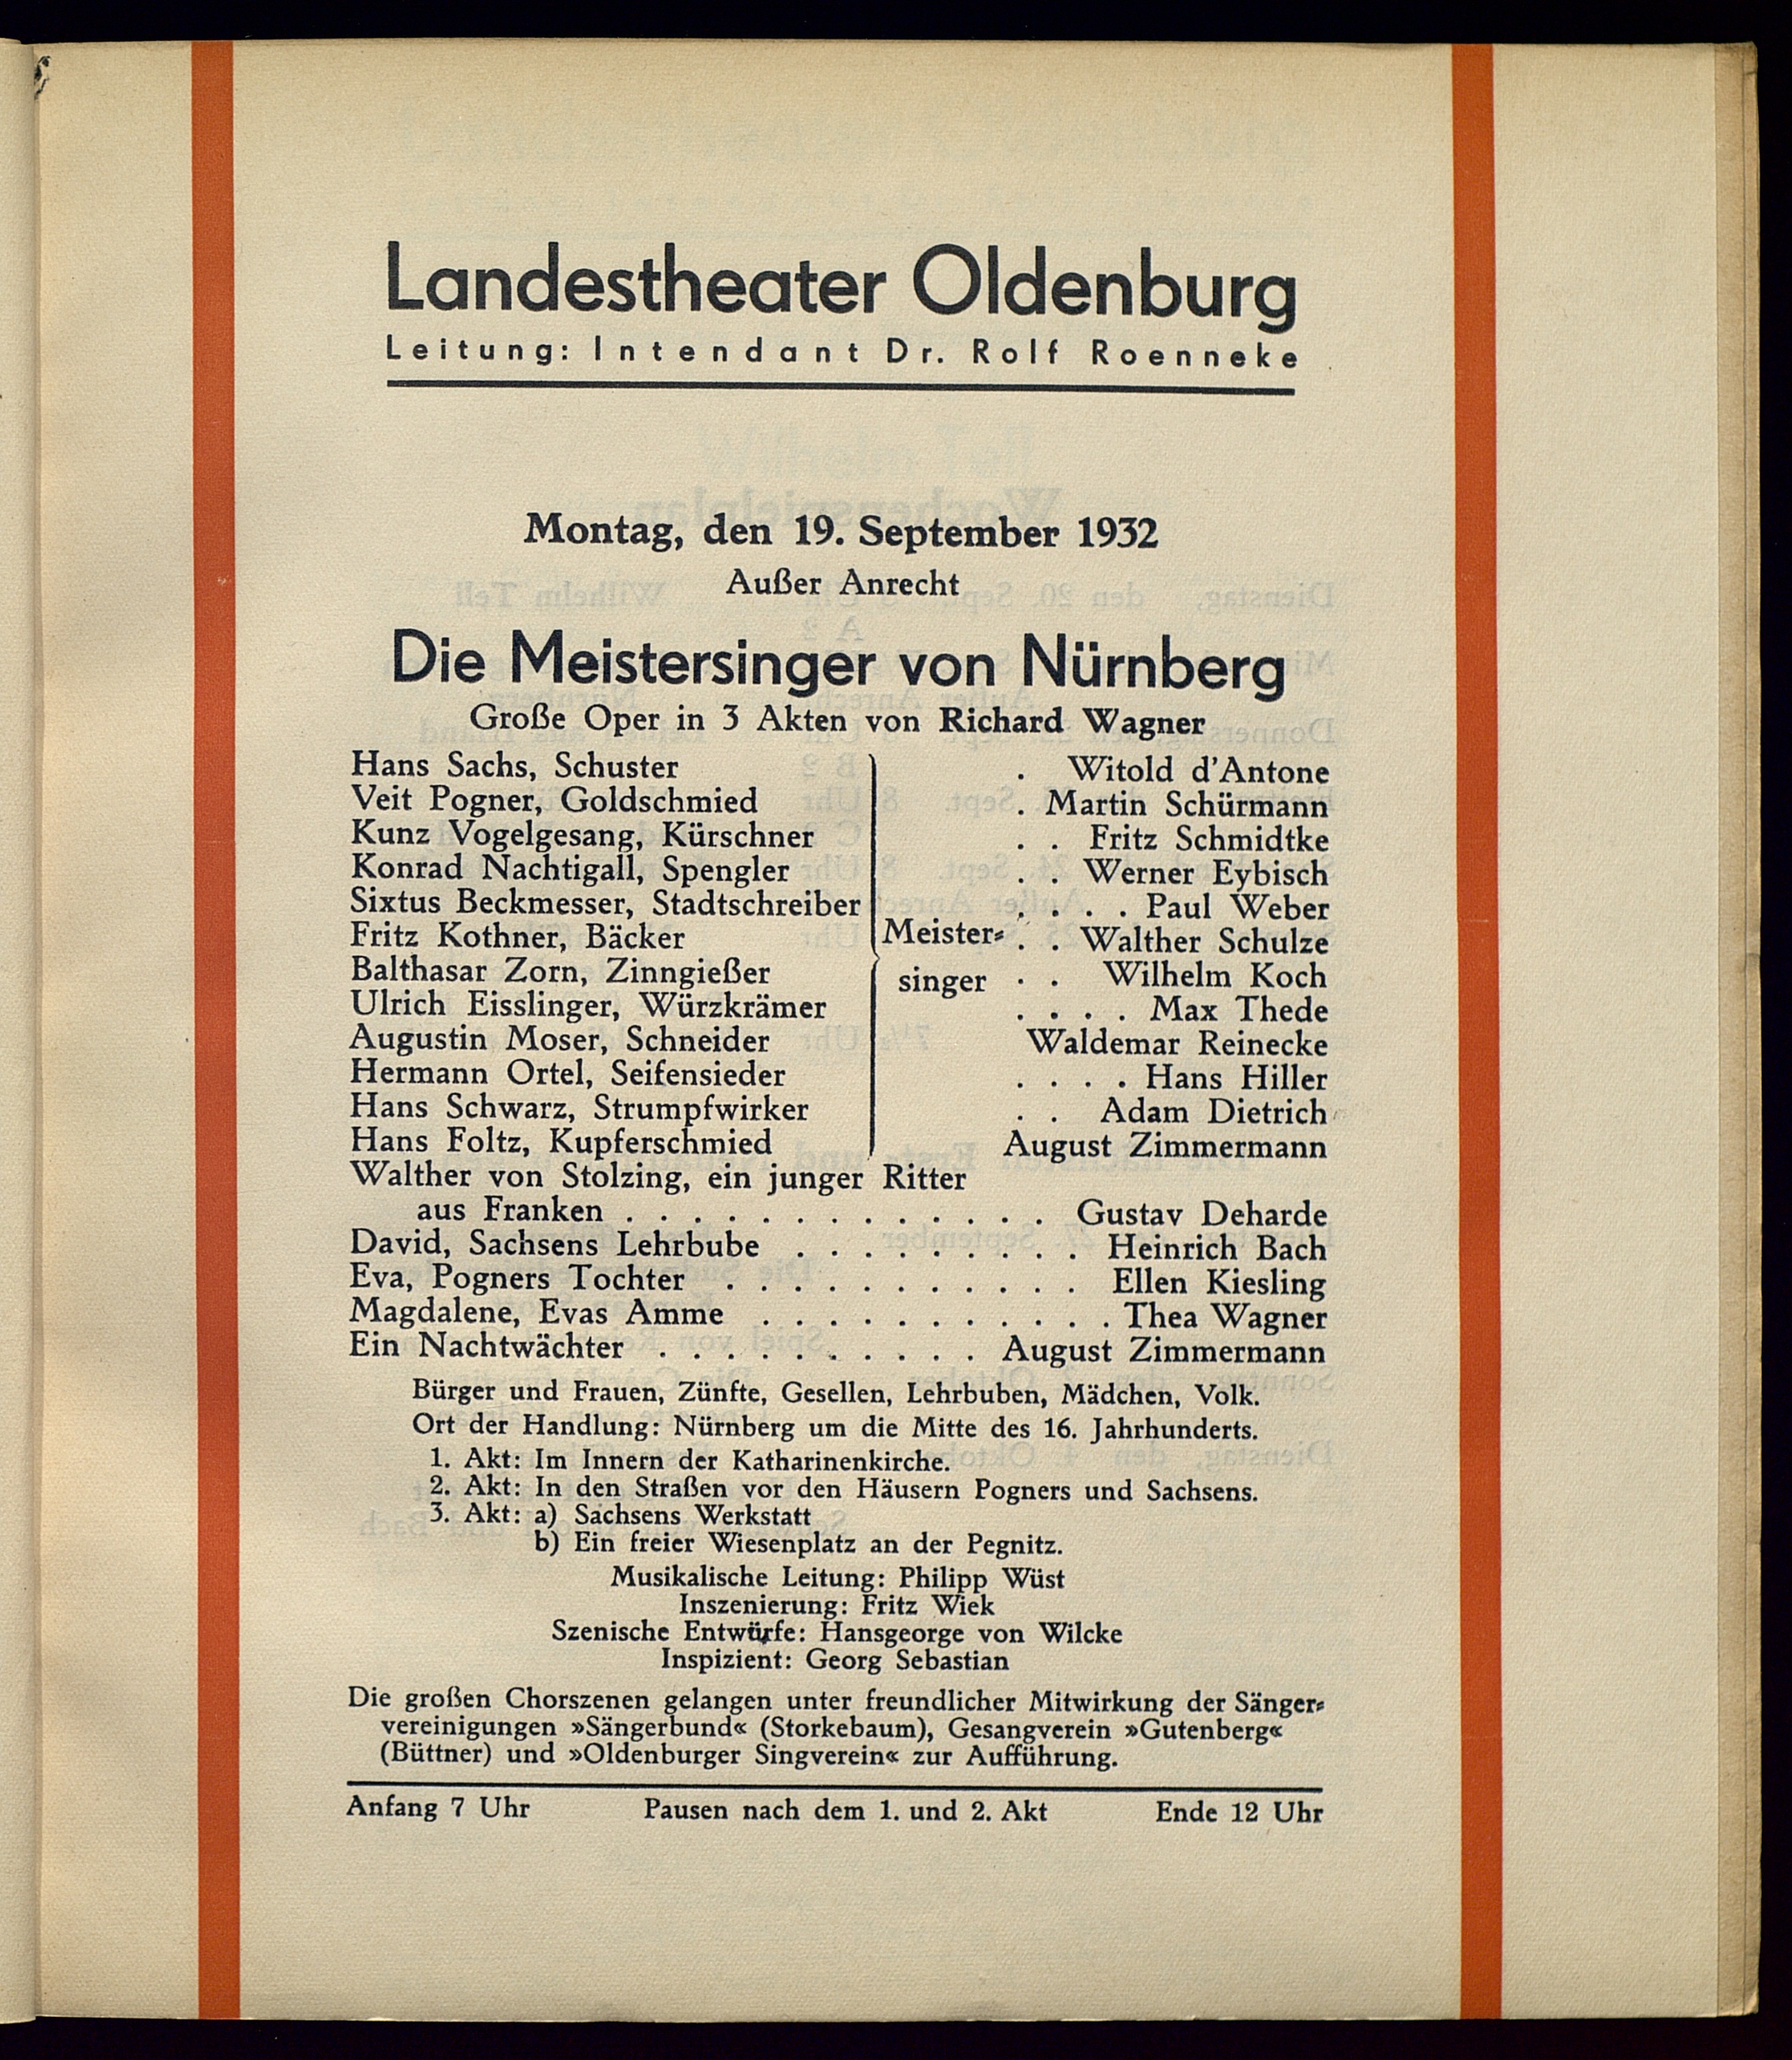 Landestheater Oldenburg
Leitung: Intendant Dr. Rolf Roenneke
Montag, den 19. September 1932
Außer Anrecht
Die Meistersinger von Nürnberg
Große Oper in 3 Akten von Richard Wagner
Hans Sachs, Schuster . Witold d'Antone
Veit Pogner, Goldschmied . Martin Schürmann
Kunz Vogelgesang, Kürschner . . Fritz Schmidtke
Konrad Nachtigall, Spengler . . Werner Eybisch
Sixtus Beckmesser, Stadtschreiber . . . . Paul Weber
Fritz Kothner, Bäcker Meister- . . Walther Schulze
Balthasar Zorn, Zinngießer singer . . Wilhelm Koch
Ulrich Eisslinger, Würzkrämer . . . . Max Thede
Augustin Moser, Schneider Waldemar Reinecke
Hermann Ortel, Seifensieder . . . . Hans Hiller
Hans Schwarz, Strumpfwirker . . Adam Dietrich
Hans Foltz, Kupferschmied August Zimmermann
Walther von Stolzing, ein junger Ritter
aus Franken . . . . . . . . . . . . . Gustav Deharde
David, Sachsens Lehrbube . . . . . . . . . Heinrich Bach
Eva, Pogners Tochter . . . . . . . . . . . Ellen Kiesling
Magdalene, Evas Amme . . . . . . . . . . . Thea Wagner
Ein Nachtwächter . . . . . . . . . . August Zimmermann
Bürger und Frauen, Zünfte, Gesellen, Lehrbuben, Mädchen, Volk.
Ort der Handlung: Nürnberg um die Mitte des 16. Jahrhunderts.
1. Akt: Im Innern der Katharinenkirche.
2. Akt: In den Straßen vor den Häusern Pogners und Sachsens.
3. Akt: a) Sachsens Werkstatt
b) Ein freier Wiesenplatz an der Pegnitz.
Musikalische Leitung: Philipp Wüst
Inszenierung: Fritz Wiek
Szenische Entwürfe: Hansgeorge von Wilcke
Inspizient: Georg Sebastian
Die großen Chorszenen gelangen unter freundlicher Mitwirkung der Sänger-
vereinigungen »Sängerbund« (Storkebaum), Gesangverein »Gutenberg«
(Büttner) und »Oldenburger Singverein« zur Aufführung.
Anfang 7 Uhr Pausen nach dem 1. und 2. Akt Ende 12 Uhr